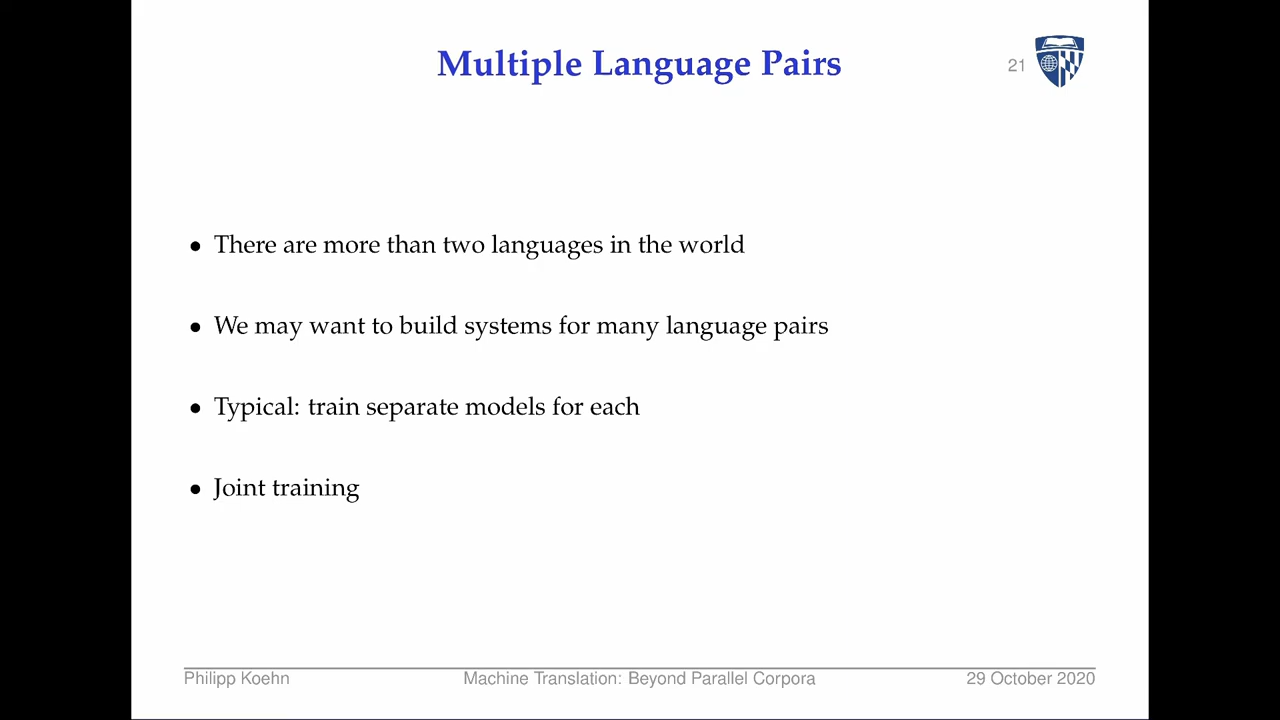 Multiple Language Pairs
21
• There are more than two languages in the world
• We may want to build systems for many language pairs
• Typical: train separate models for each
• Joint training
Philipp Koehn
Machine Translation: Beyond Parallel Corpora
29 October 2020